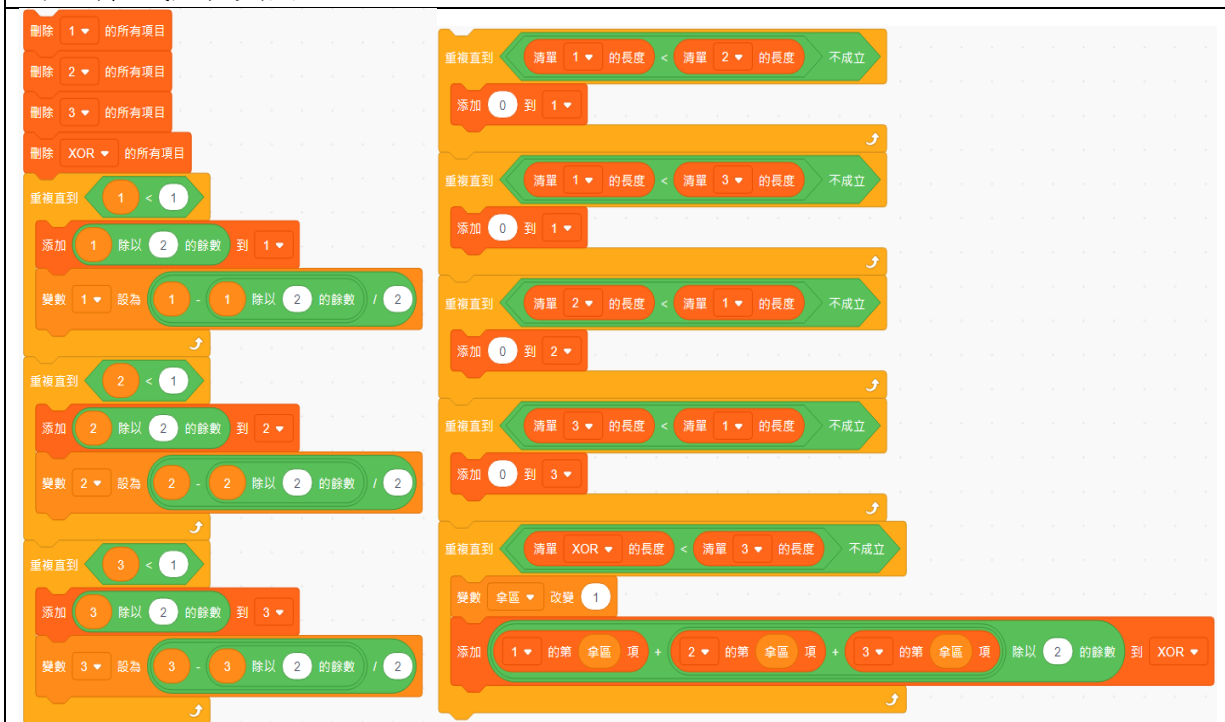 刪除 1 的所有項目
刪除 2 的所有項目
刪除 3 的所有項目
刪除 XOR 的所有項目
重複直到 1 < 1
添加 1 除以 2 的餘數 到 1
變數 1 設為 1 - 1 除以 2 的餘數 / 2
重複直到 2 < 1
添加 2 除以 2 的餘數 到 2
變數 2 設為 2 - 2 除以 2 的餘數 / 2
重複直到 3 < 1
添加 3 除以 2 的餘數 到 3
變數 3 設為 3 - 3 除以 2 的餘數 / 2
重複直到 清單 1 的長度 < 清單 2 的長度 不成立
添加 0 到 1
重複直到 清單 1 的長度 < 清單 3 的長度 不成立
添加 0 到 1
重複直到 清單 2 的長度 < 清單 1 的長度 不成立
添加 0 到 2
重複直到 清單 3 的長度 < 清單 1 的長度 不成立
添加 0 到 3
重複直到 清單 XOR 的長度 < 清單 3 的長度 不成立
變數 拿區 改變 1
添加 1 的第 拿區 項 + 2 的第 拿區 項 + 3 的第 拿區 項 除以 2 的餘數 到 XOR